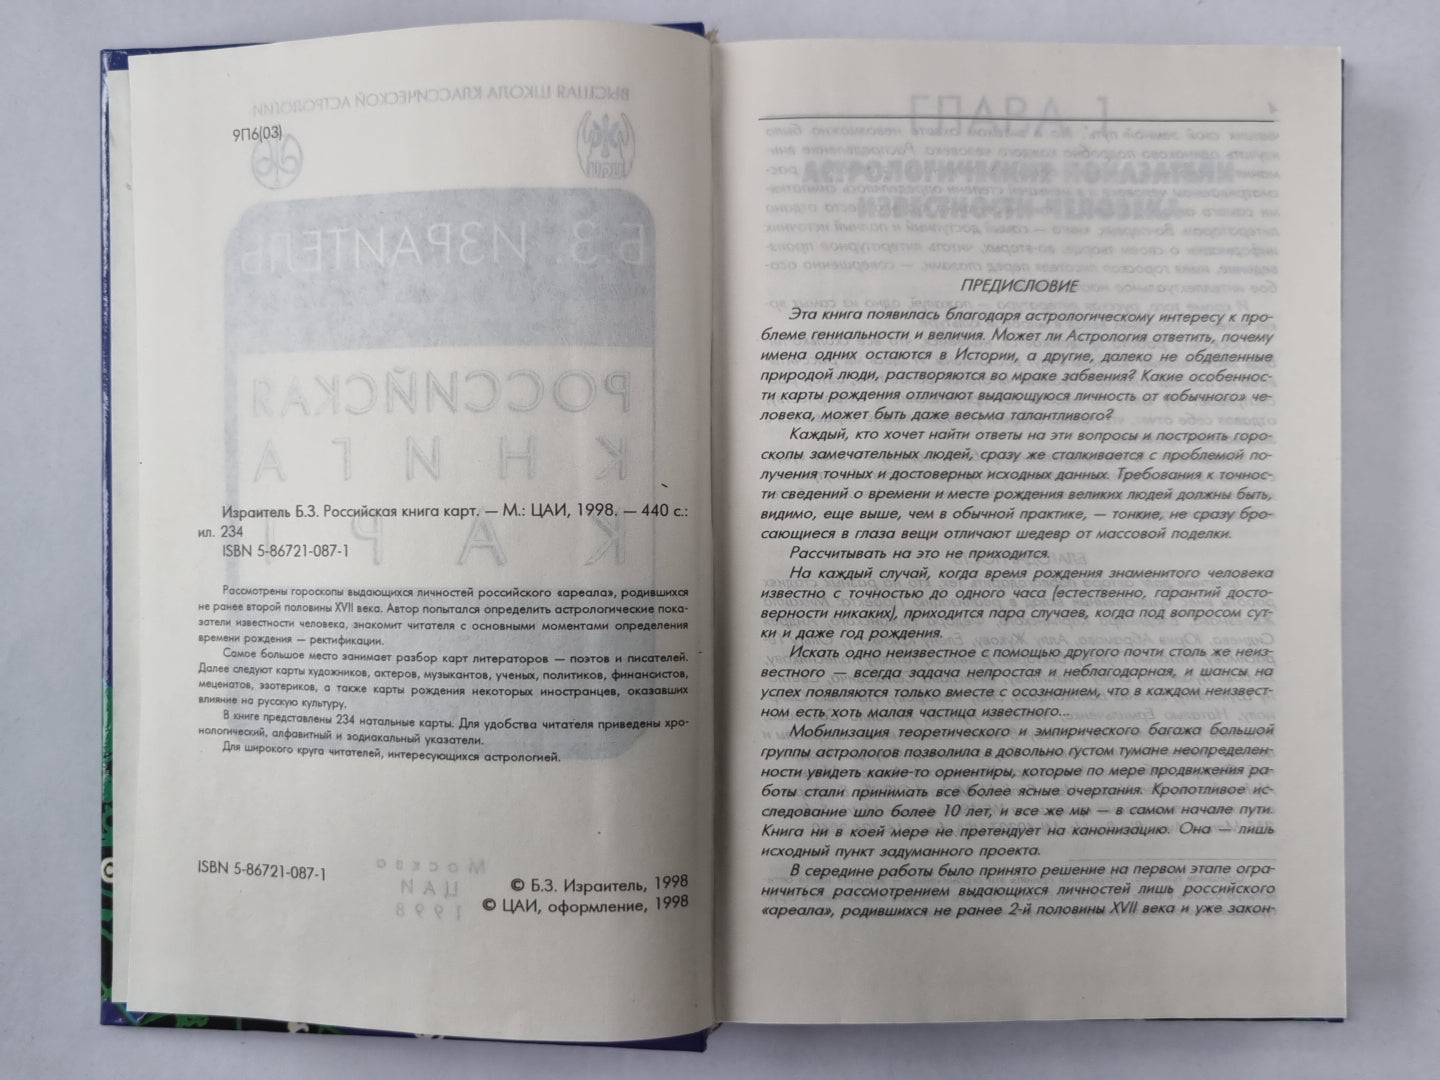 9П6(03)
Израитель Б.З. Российская книга карт. — М.: ЦАИ, 1998. — 440 с.:
ил. 234
ISBN 5-86721-087-1
Рассмотрены гороскопы выдающихся личностей российского «ареала», родившихся
не ранее второй половины XVII века. Автор попытался определить астрологические пока-
затели известности человека, знакомит читателя с основными моментами определения
времени рождения — ректификации.
Самое большое место занимает разбор карт литераторов — поэтов и писателей.
Далее следуют карты художников, актеров, музыкантов, ученых, политиков, финансистов,
меценатов, эзотериков, а также карты рождения некоторых иностранцев, оказавших
влияние на русскую культуру.
В книге представлены 234 натальные карты. Для удобства читателя приведены хро-
нологический, алфавитный и зодиакальный указатели.
Для широкого круга читателей, интересующихся астрологией.
ISBN 5-86721-087-1
© Б.З. Израитель, 1998
© ЦАИ, оформление, 1998
ПРЕДИСЛОВИЕ
Эта книга появилась благодаря астрологическому интересу к про-
блеме гениальности и величия. Может ли Астрология ответить, почему
имена одних остаются в Истории, а другие, далеко не обделенные
природой люди, растворяются во мраке забвения? Какие особеннос-
ти карты рождения отличают выдающуюся личность от «обычного» че-
ловека, может быть даже весьма талантливого?
Каждый, кто хочет найти ответы на эти вопросы и построить горо-
скопы замечательных людей, сразу же сталкивается с проблемой по-
лучения точных и достоверных исходных данных. Требования к точнос-
ти сведений о времени и месте рождения великих людей должны быть,
видимо, еще выше, чем в обычной практике, — тонкие, не сразу бро-
сающиеся в глаза вещи отличают шедевр от массовой поделки.
Рассчитывать на это не приходится.
На каждый случай, когда время рождения знаменитого человека
известно с точностью до одного часа (естественно, гарантий досто-
верности никаких), приходится пара случаев, когда под вопросом сут-
ки и даже год рождения.
Искать одно неизвестное с помощью другого почти столь же неиз-
вестного — всегда задача непростая и неблагодарная, и шансы на
успех появляются только вместе с осознанием, что в каждом неизвест-
ном есть хоть малая частица известного...
Мобилизация теоретического и эмпирического багажа большой
группы астрологов позволила в довольно густом тумане неопределен-
ности увидеть какие-то ориентиры, которые по мере продвижения ра-
боты стали принимать все более ясные очертания. Кропотливое ис-
следование шло более 10 лет, и все же мы — в самом начале пути.
Книга ни в коей мере не претендует на канонизацию. Она — лишь
исходный пункт задуманного проекта.
В середине работы было принято решение на первом этапе огра-
ничиться рассмотрением выдающихся личностей лишь российского
«ареала», родившихся не ранее 2-й половины XVII века и уже закон-